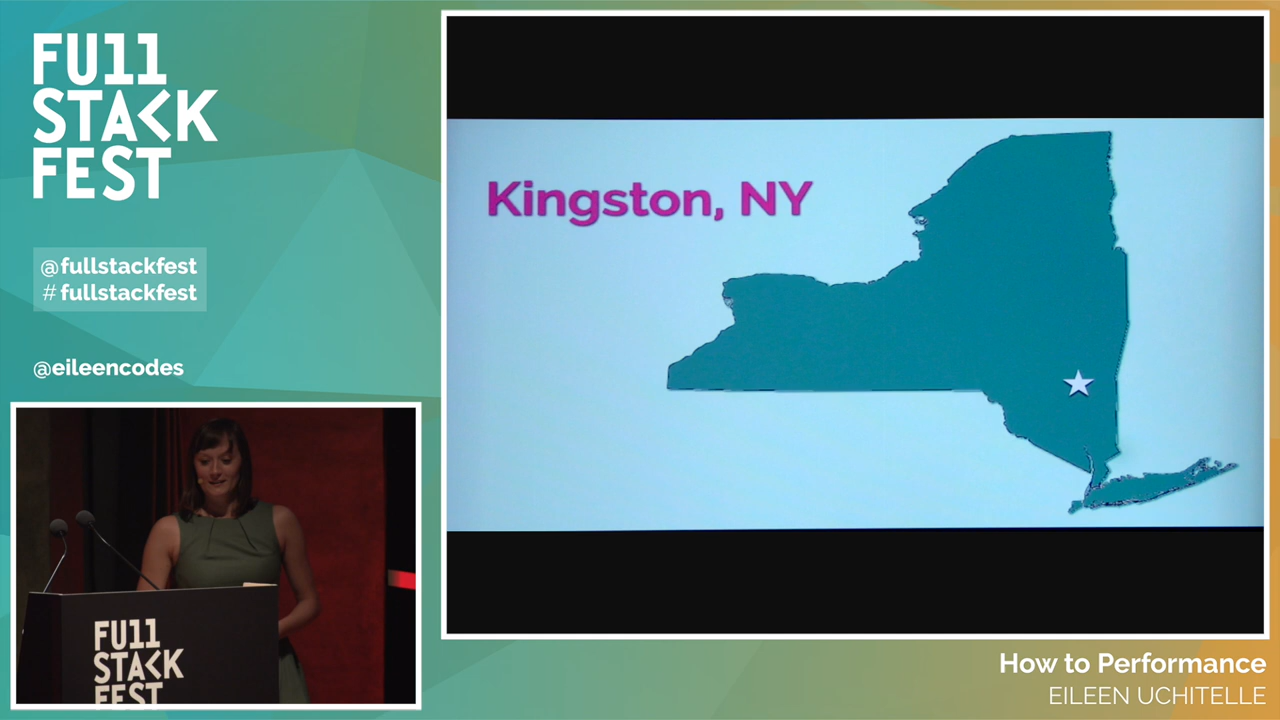 FU11
STACK
FEST
@fullstackfest
# fullstackfest
@eileencodes
Kingston, NY
FU11
STACK
FEST
How to Performance
EILEEN UCHITELLE